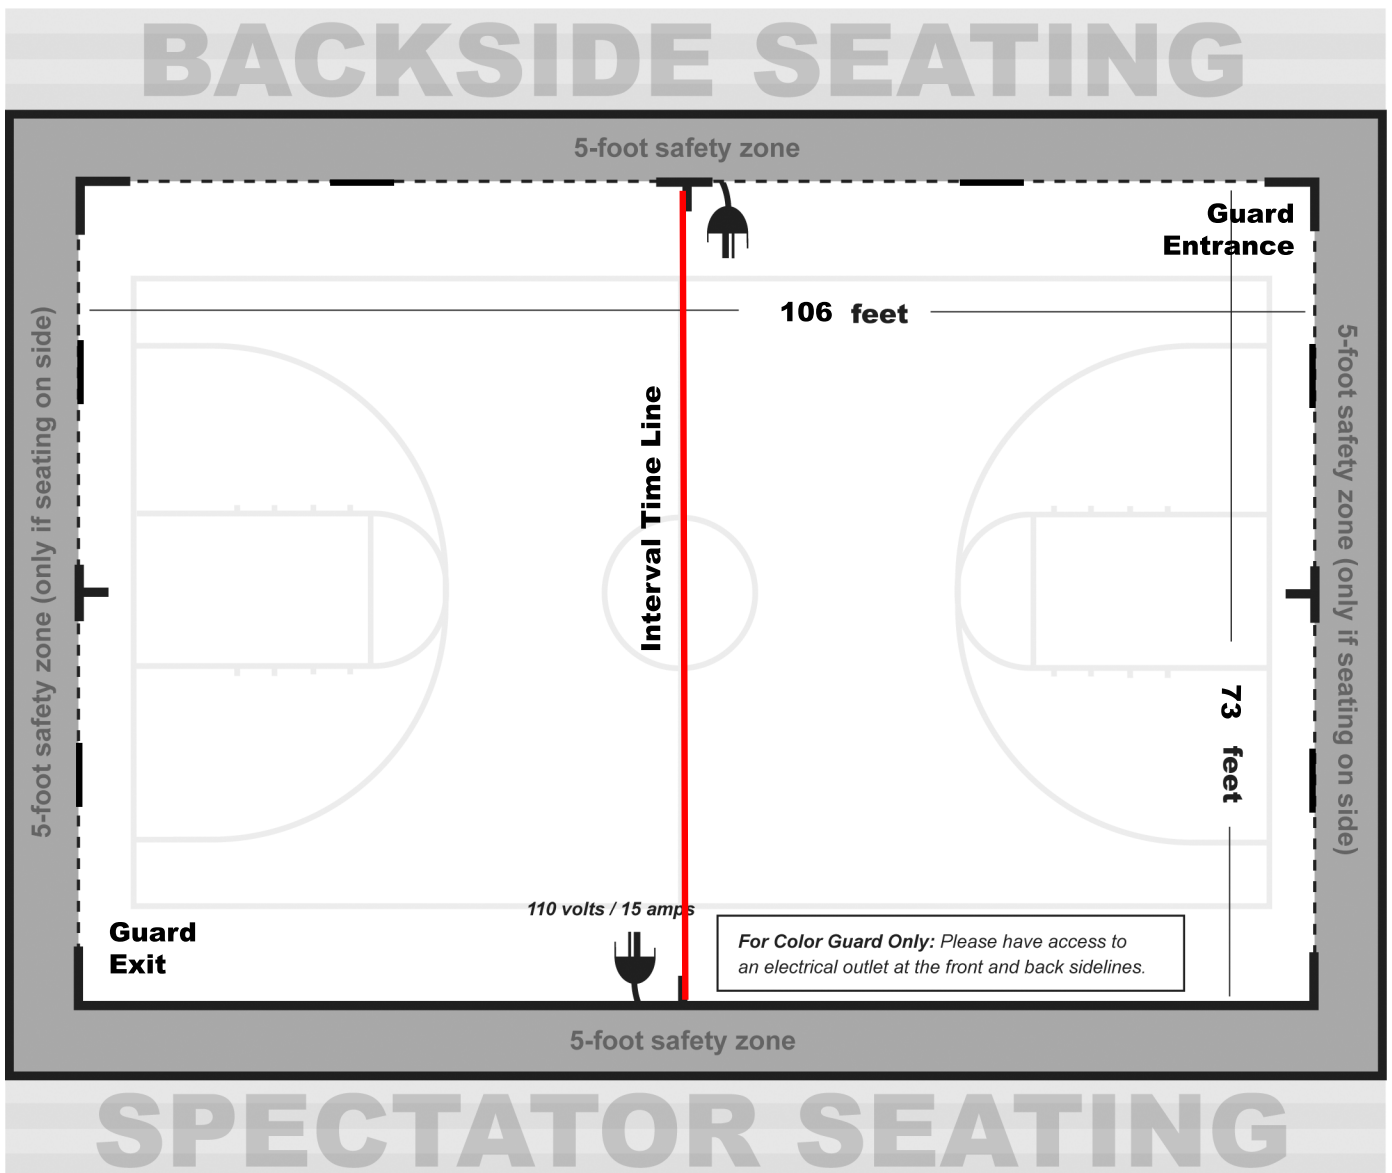 BACKSIDE SEATING
5-foot safety zone
Guard
Entrance
106 feet
5-foot safety zone (only if seating on side)
Interval Time Line
5-foot safety zone (only if seating on side)
73 feet
110 volts / 15 amps
Guard
Exit
For Color Guard Only: Please have access to
an electrical outlet at the front and back sidelines.
5-foot safety zone
SPECTATOR SEATING